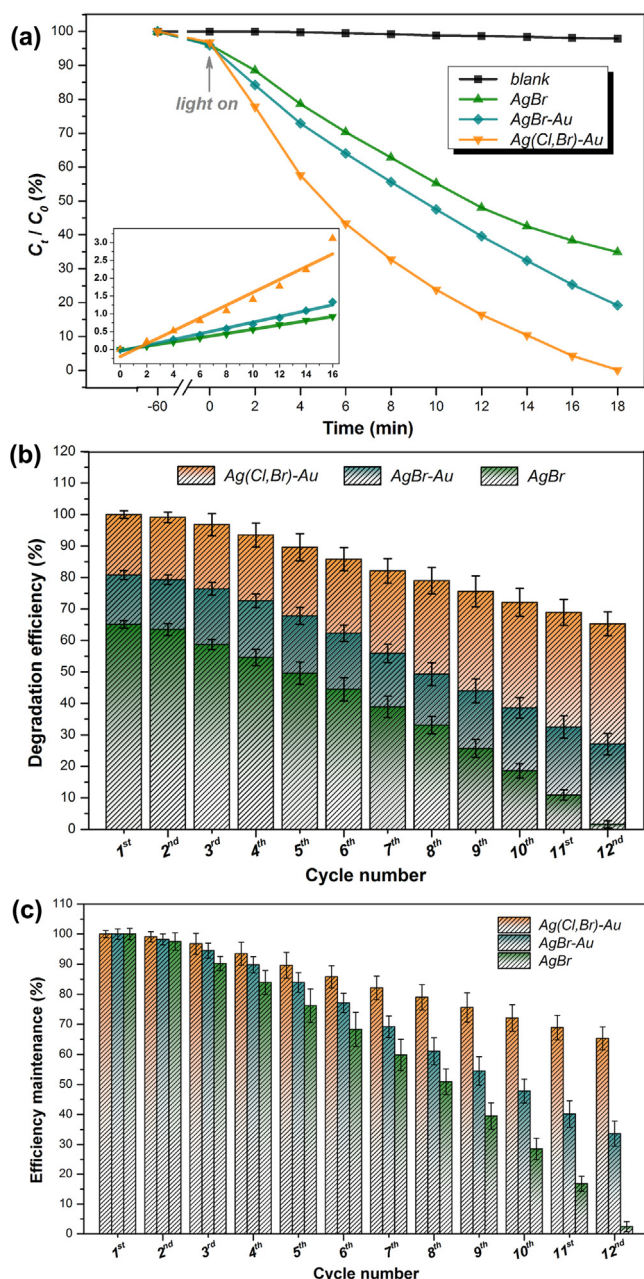 (a)
100
90
80
70
60
50
40
30
20
10
0
C_t / C_0 (%)
light on
blank
AgBr
AgBr-Au
Ag(Cl,Br)-Au
3.0
2.5
2.0
1.5
1.0
0.5
0.0
0 2 4 6 8 10 12 14 16
-60 0 2 4 6 8 10 12 14 16 18
Time (min)
(b)
120
110
100
90
80
70
60
50
40
30
20
10
0
Degradation efficiency (%)
Ag(Cl,Br)-Au AgBr-Au AgBr
1st 2nd 3rd 4th 5th 6th 7th 8th 9th 10th 11st 12nd
Cycle number
(c)
110
100
90
80
70
60
50
40
30
20
10
0
Efficiency maintenance (%)
Ag(Cl,Br)-Au
AgBr-Au
AgBr
1st 2nd 3rd 4th 5th 6th 7th 8th 9th 10th 11st 12nd
Cycle number